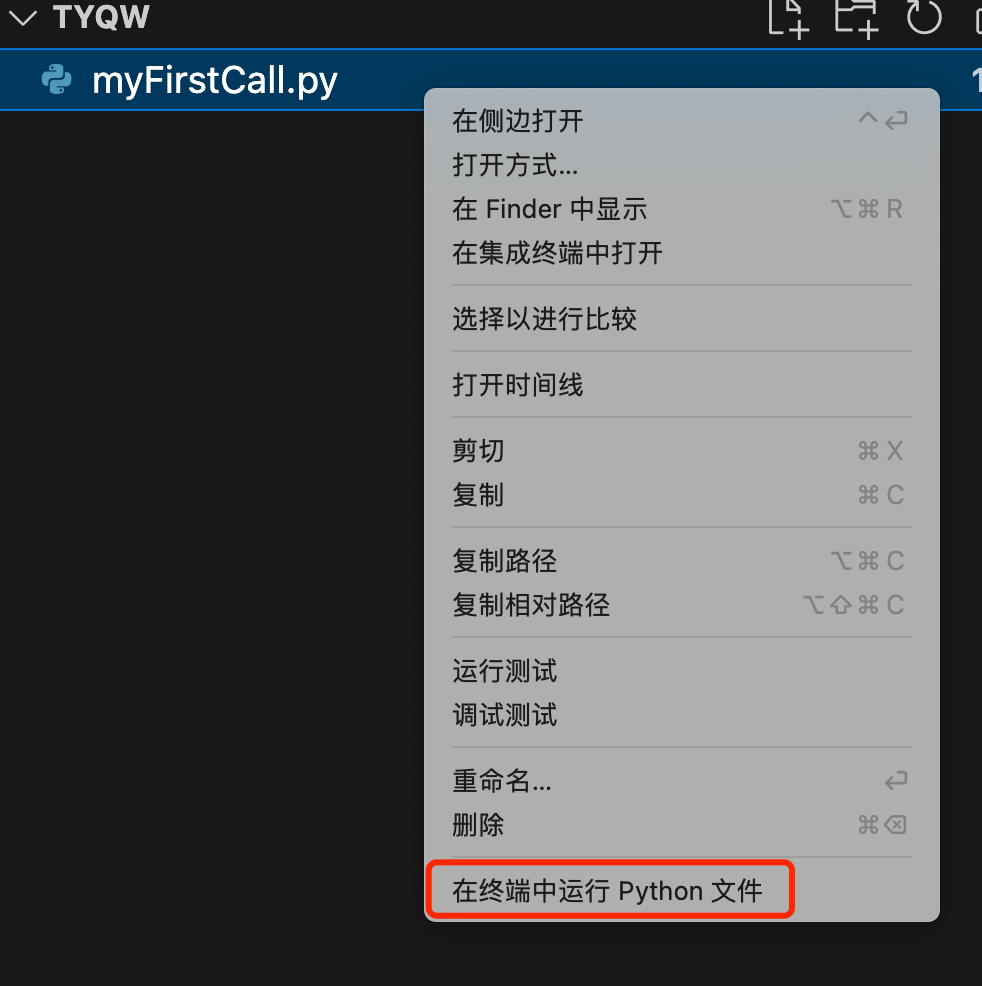 TYQW
myFirstCall.py
在侧边打开 ^⏎
打开方式...
在 Finder 中显示 ⌥⌘R
在集成终端中打开
选择以进行比较
打开时间线
剪切 ⌘X
复制 ⌘C
复制路径 ⌥⌘C
复制相对路径 ⌥⇧⌘C
运行测试
调试测试
重命名... ⏎
删除 ⌘⌫
在终端中运行 Python 文件